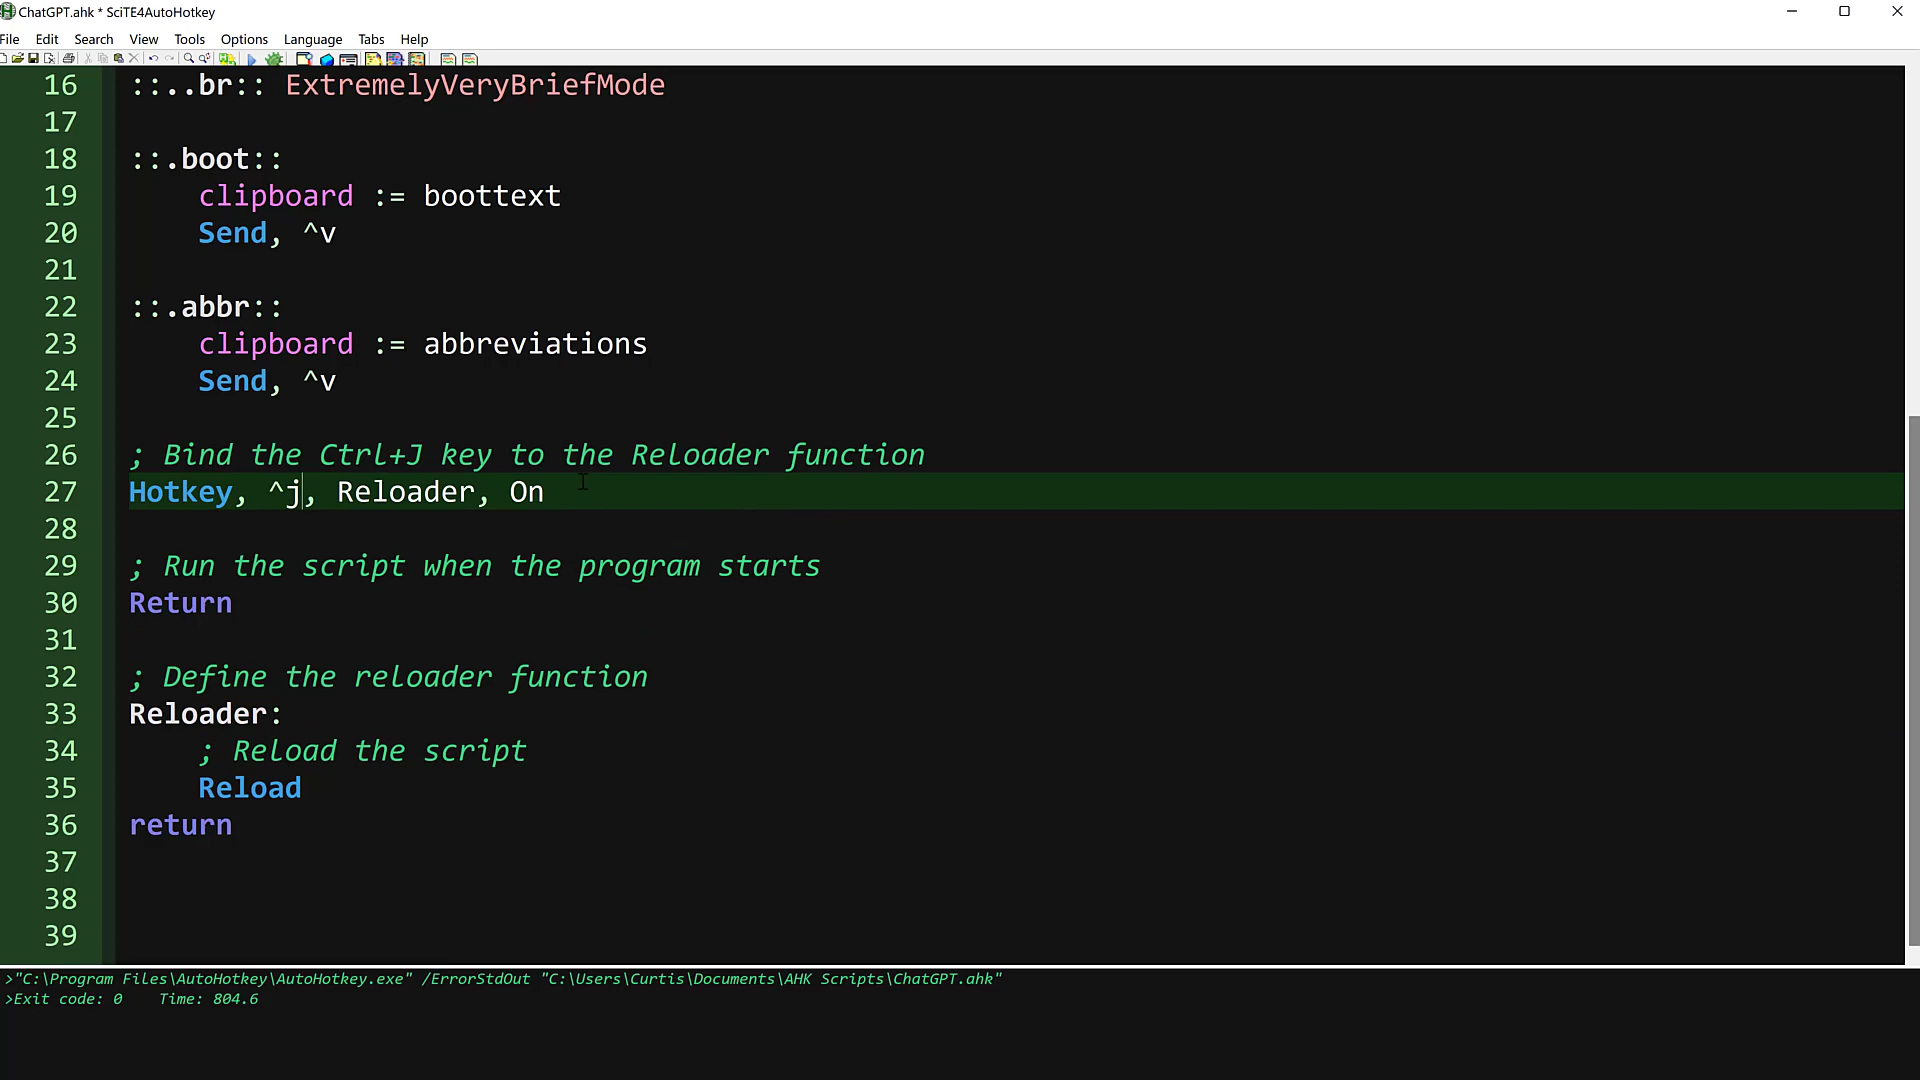 ChatGPT.ahk * SciTE4AutoHotkey
File Edit Search View Tools Options Language Tabs Help
16 ::..br:: ExtremelyVeryBriefMode
17
18 ::.boot::
19 clipboard := boottext
20 Send, ^v
21
22 ::.abbr::
23 clipboard := abbreviations
24 Send, ^v
25
26 ; Bind the Ctrl+J key to the Reloader function
27 Hotkey, ^j, Reloader, On
28
29 ; Run the script when the program starts
30 Return
31
32 ; Define the reloader function
33 Reloader:
34 ; Reload the script
35 Reload
36 return
37
38
39
>"C:\Program Files\AutoHotkey\AutoHotkey.exe" /ErrorStdOut "C:\Users\Curtis\Documents\AHK Scripts\ChatGPT.ahk"
>Exit code: 0 Time: 804.6